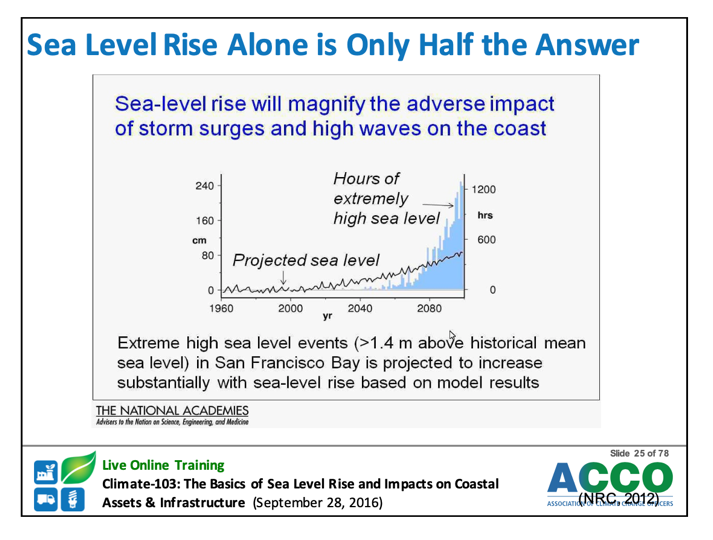 Sea Level Rise Alone is Only Half the Answer
Sea-level rise will magnify the adverse impact
of storm surges and high waves on the coast
Hours of
extremely
high sea level
Projected sea level
240
160
cm
80
0
1200
hrs
600
0
1960
2000
2040
2080
yr
Extreme high sea level events (>1.4 m above historical mean
sea level) in San Francisco Bay is projected to increase
substantially with sea-level rise based on model results
THE NATIONAL ACADEMIES
Advisers to the Nation on Science, Engineering, and Medicine
Live Online Training
Climate-103: The Basics of Sea Level Rise and Impacts on Coastal
Assets & Infrastructure (September 28, 2016)
Slide 25 of 78
ACCO
(NRC, 2012)
ASSOCIATION OF CLIMATE CHANGE OFFICERS